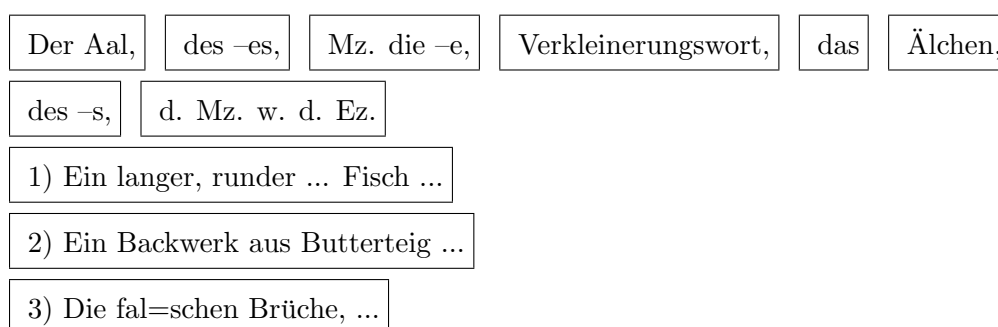 Der Aal, des –es, Mz. die –e, Verkleinerungswort, das Älchen,
des –s, d. Mz. w. d. Ez.
1) Ein langer, runder ... Fisch ...
2) Ein Backwerk aus Butterteig ...
3) Die fal=schen Brüche, ...